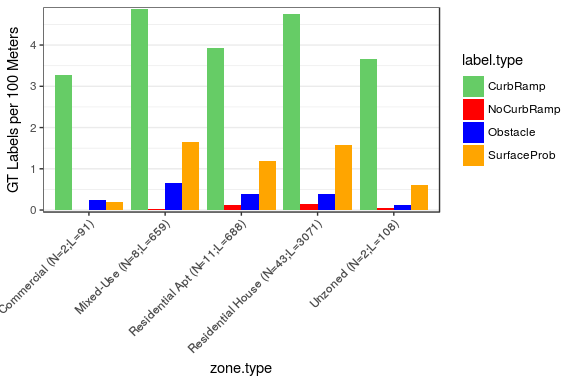 GT Labels per 100 Meters
4
3
2
1
0
Commercial (N=2;L=91)
Mixed-Use (N=8;L=659)
Residential Apt (N=11;L=688)
Residential House (N=43;L=3071)
Unzoned (N=2;L=108)
zone.type
label.type
CurbRamp
NoCurbRamp
Obstacle
SurfaceProb